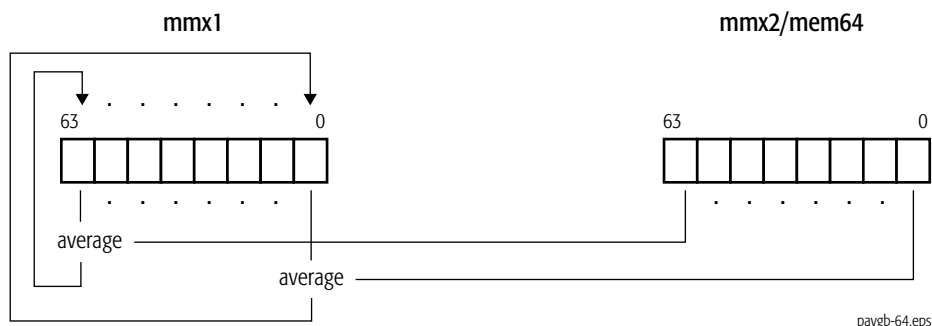 mmx1 mmx2/mem64
63 0 63 0
average
average
pavgb-64.eps